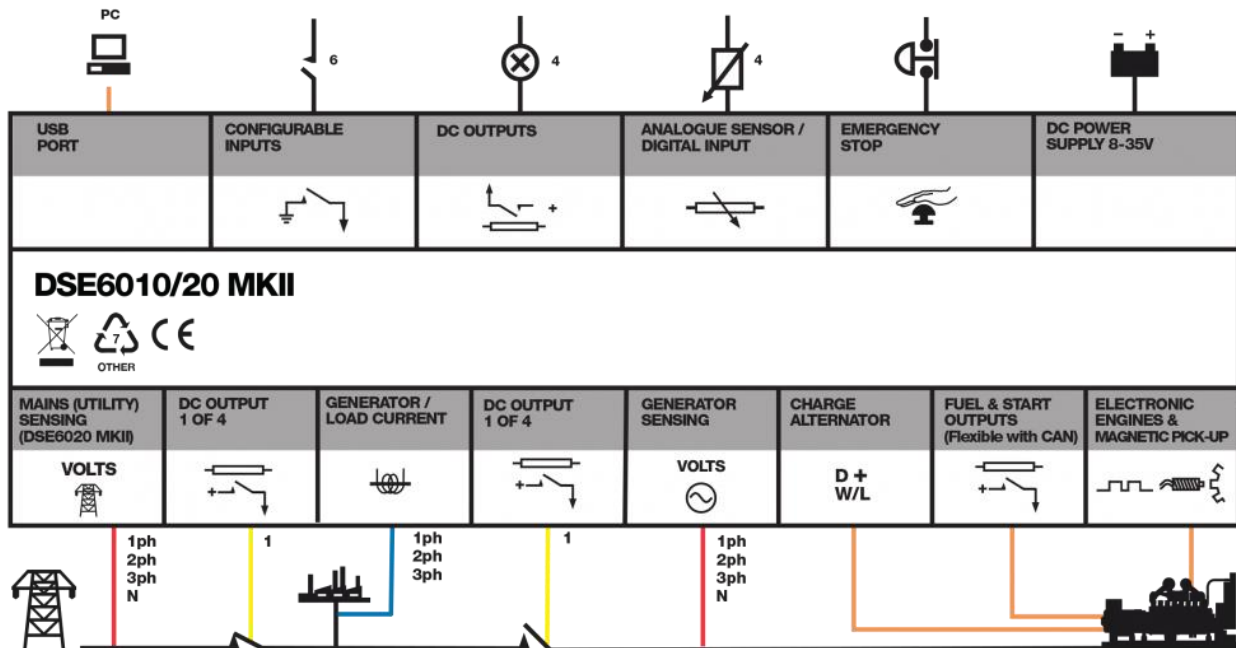 PC
6
4
4
- +
USB
PORT
CONFIGURABLE
INPUTS
DC OUTPUTS
ANALOGUE SENSOR /
DIGITAL INPUT
EMERGENCY
STOP
DC POWER
SUPPLY 8-35V
+
DSE6010/20 MKII
7
OTHER
CE
MAINS (UTILITY)
SENSING
(DSE6020 MKII)
VOLTS
DC OUTPUT
1 OF 4
+
GENERATOR /
LOAD CURRENT
DC OUTPUT
1 OF 4
+
GENERATOR
SENSING
VOLTS
CHARGE
ALTERNATOR
D +
W/L
FUEL & START
OUTPUTS
(Flexible with CAN)
+
ELECTRONIC
ENGINES &
MAGNETIC PICK-UP
1ph
2ph
3ph
N
1
1ph
2ph
3ph
1
1ph
2ph
3ph
N